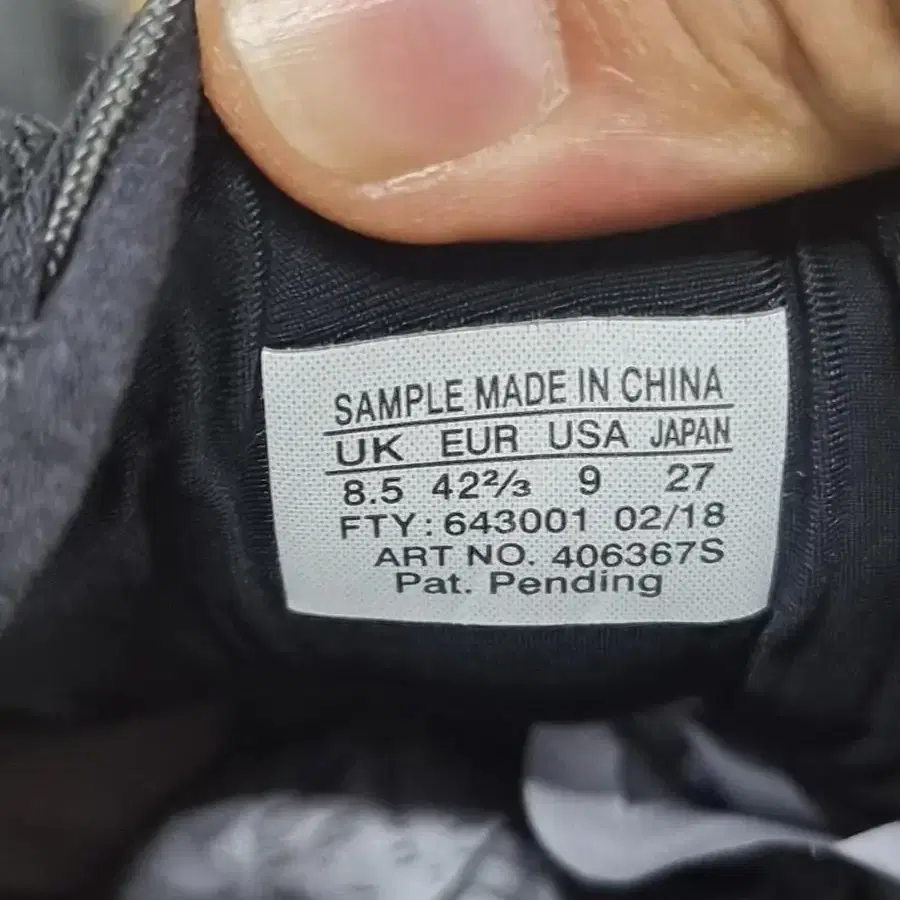 SAMPLE MADE IN CHINA
UK EUR USA JAPAN
8.5 42⅔ 9 27
FTY: 643001 02/18
ART NO. 406367S
Pat. Pending